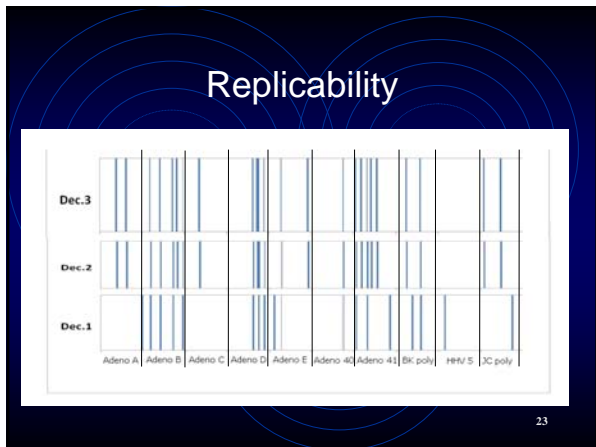 Replicability
Dec.3
Dec.2
Dec.1
Adeno A Adeno B Adeno C Adeno D Adeno E Adeno 40 Adeno 41 BK poly HHV 5 JC poly
23